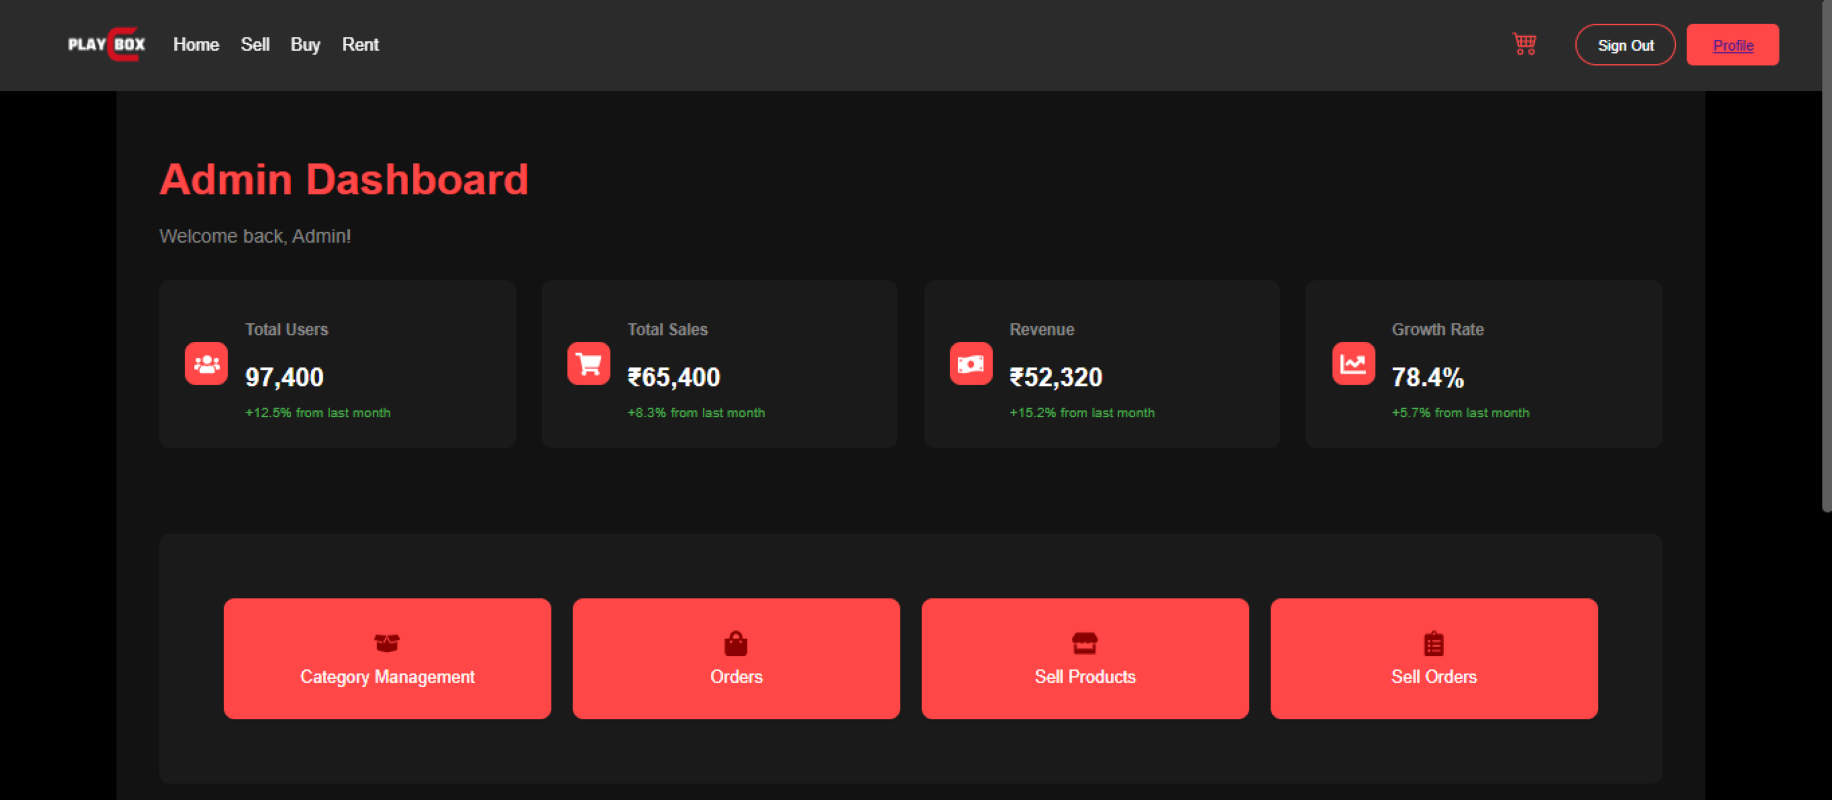 PLAY BOX Home Sell Buy Rent Sign Out Profile
Admin Dashboard
Welcome back, Admin!
Total Users
97,400
+12.5% from last month
Total Sales
₹65,400
+8.3% from last month
Revenue
₹52,320
+15.2% from last month
Growth Rate
78.4%
+5.7% from last month
Category Management
Orders
Sell Products
Sell Orders